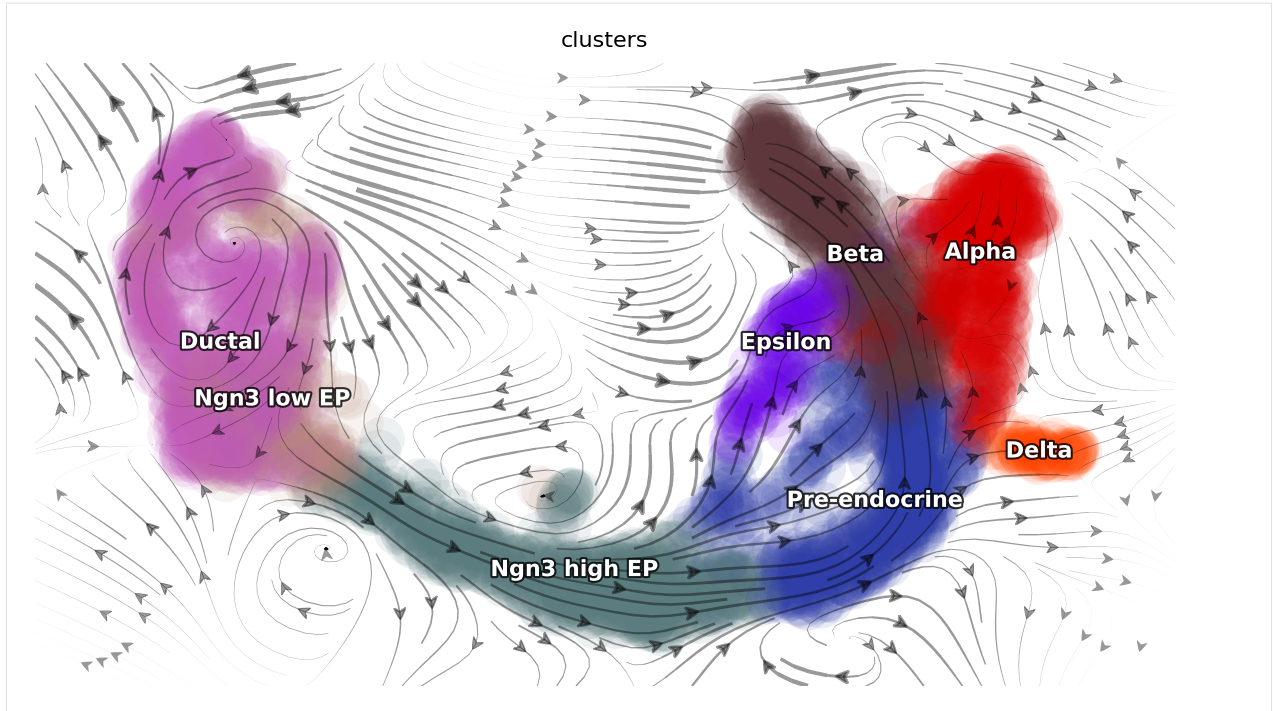 clusters
Beta
Alpha
Ductal
Epsilon
Ngn3 low EP
Delta
Pre-endocrine
Ngn3 high EP